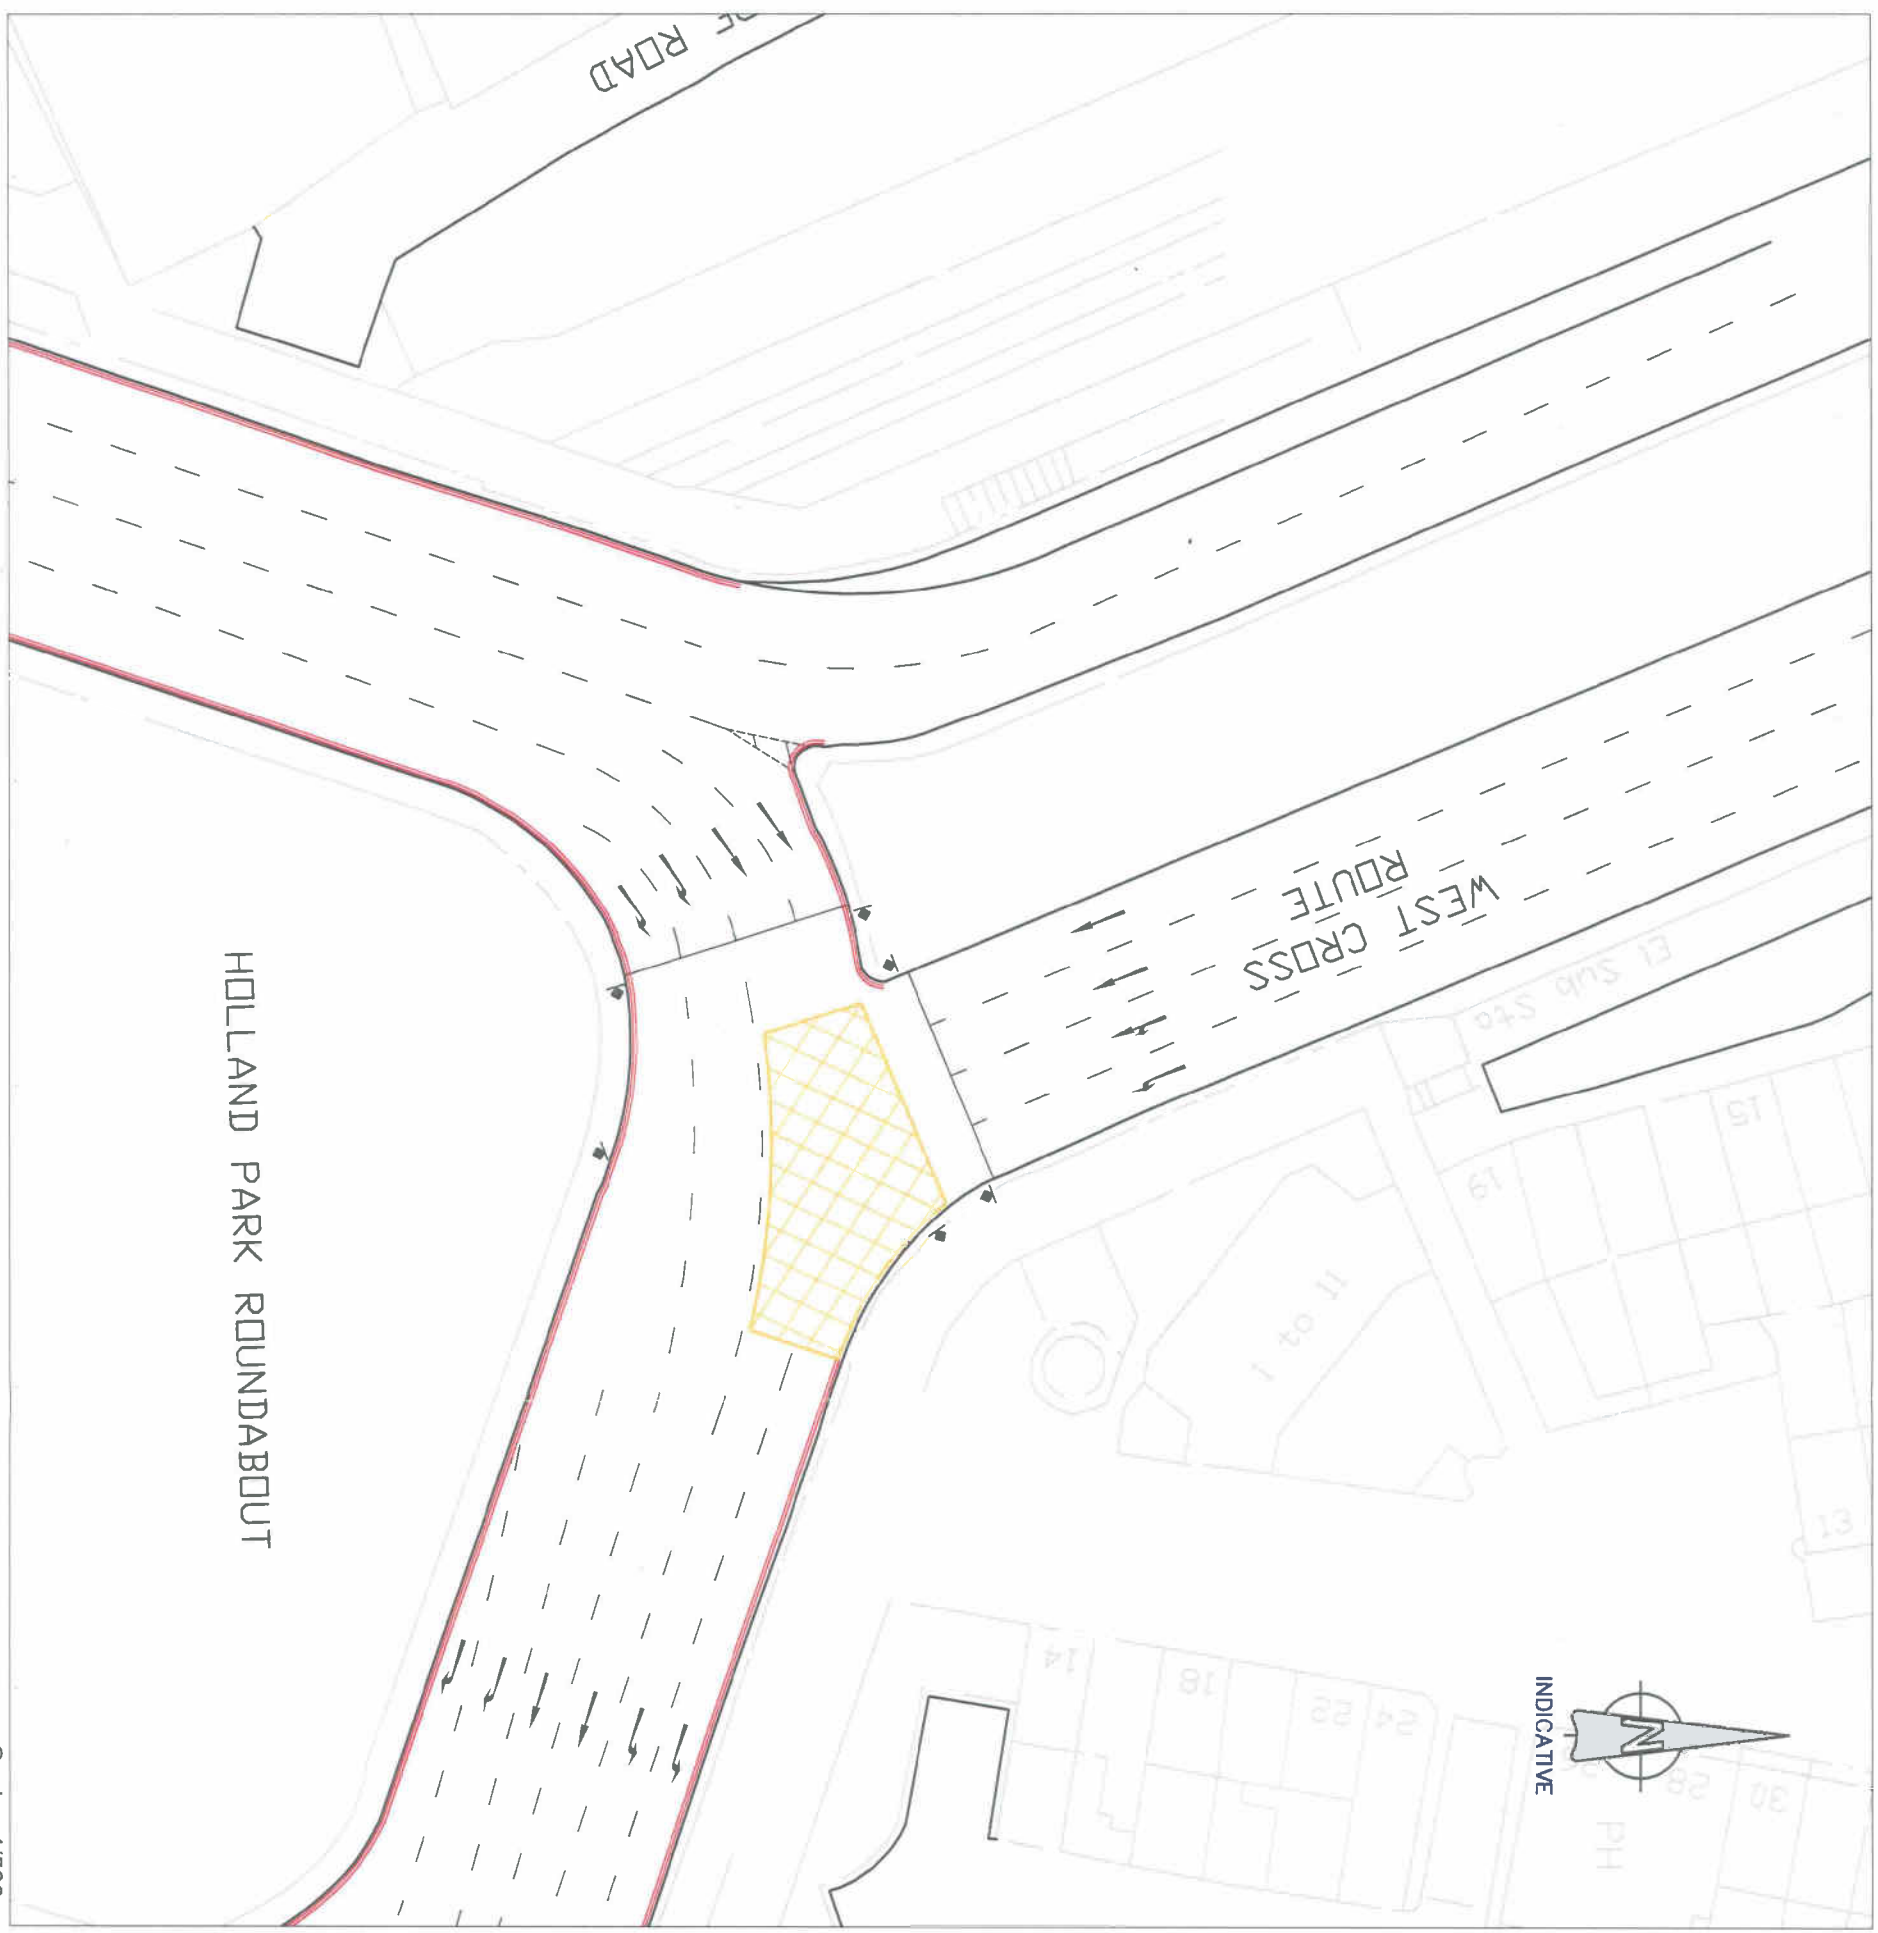 ROAD
WEST CROSS
ROUTE
HOLLAND PARK ROUNDABOUT
El Sub Sta
15
19
1 to 11
13
14
18
22
24
28
30
PH
N
INDICATIVE